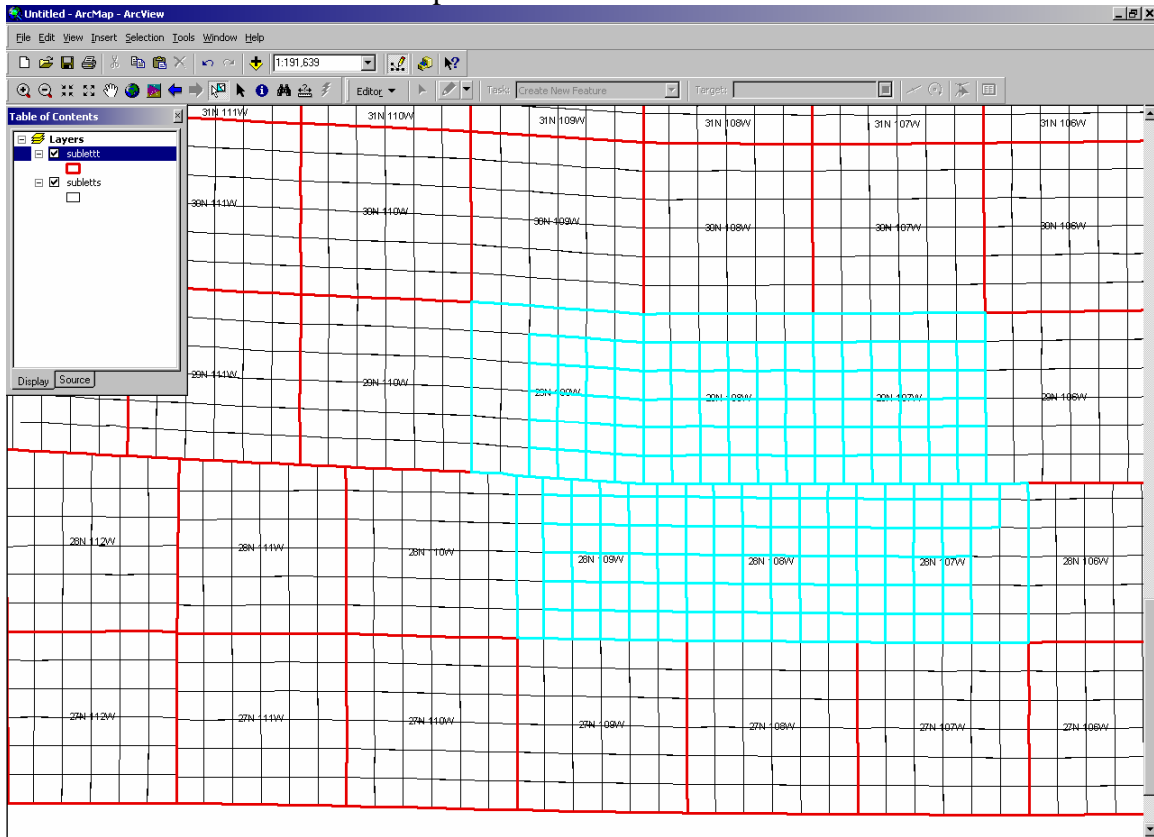 Untitled - ArcMap - ArcView
File Edit View Insert Selection Tools Window Help
1:191,639
Editor Task: Create New Feature Target:
Table of Contents
Layers
sublettt
subletts
Display Source
31N 111W 31N 110W 31N 109W 31N 108W 31N 107W 31N 106W
30N 111W 30N 110W 30N 109W 30N 108W 30N 107W 30N 106W
29N 111W 29N 110W 29N 109W 29N 108W 29N 107W 29N 106W
28N 112W 28N 111W 28N 110W 28N 109W 28N 108W 28N 107W 28N 106W
27N 112W 27N 111W 27N 110W 27N 109W 27N 108W 27N 107W 27N 106W